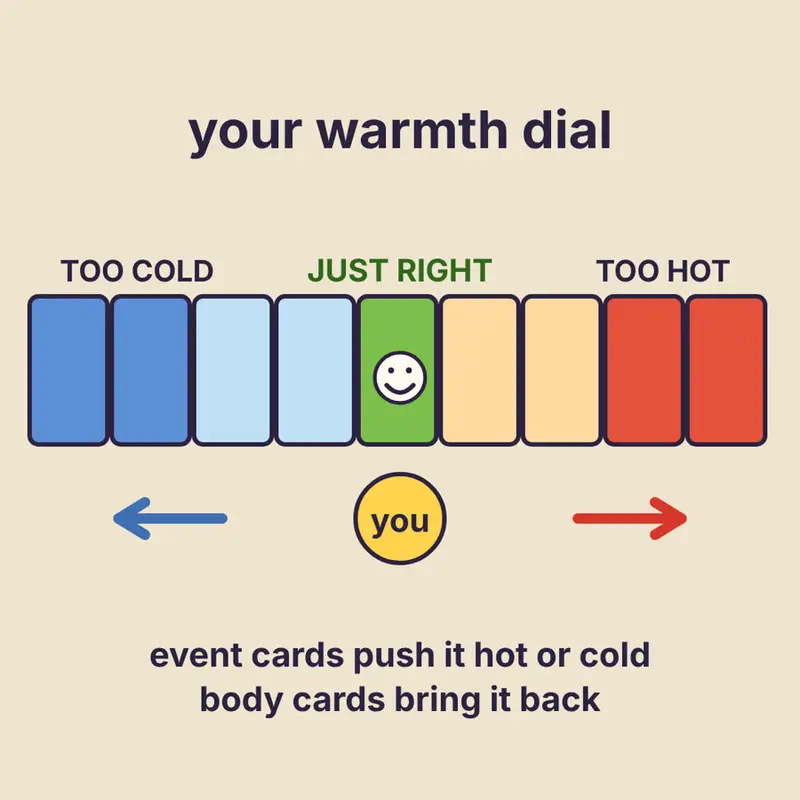 your warmth dial
TOO COLD
JUST RIGHT
TOO HOT
you
event cards push it hot or cold
body cards bring it back